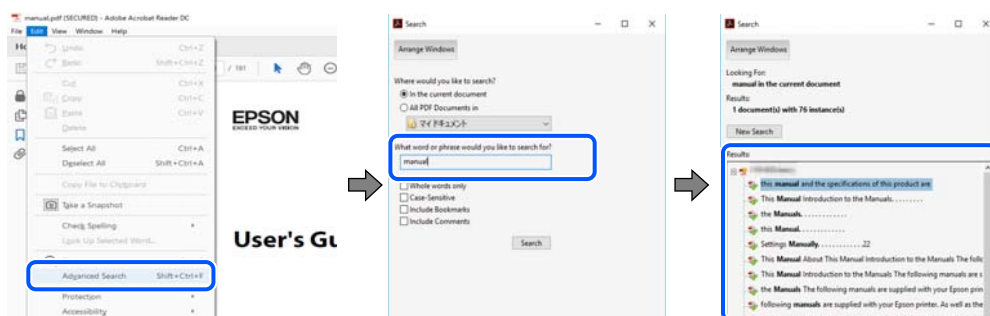 manual.pdf (SECURED) - Adobe Acrobat Reader DC
File Edit View Window Help
Undo Ctrl+Z
Redo Shift+Ctrl+Z
Cut Ctrl+X
Copy Ctrl+C
Paste Ctrl+V
Delete
Select All Ctrl+A
Deselect All Shift+Ctrl+A
Copy File to Clipboard
Take a Snapshot
Check Spelling
Look Up Selected Word...
Advanced Search Shift+Ctrl+F
Protection
Accessibility
/ 181
EPSON
EXCEED YOUR VISION
User's Gu
Search
Arrange Windows
Where would you like to search?
In the current document
All PDF Documents in
マイ ドキュメント
What word or phrase would you like to search for?
manual
Whole words only
Case-Sensitive
Include Bookmarks
Include Comments
Search
Search
Arrange Windows
Looking For:
manual in the current document
Results:
1 document(s) with 76 instance(s)
New Search
Results:
this manual and the specifications of this product are
This Manual Introduction to the Manuals. . . . . . . . .
the Manuals. . . . . . . . . . . . .
this Manual. . . . . . . . . . . . .
Settings Manually. . . . . . . . . . . . .22
This Manual About This Manual Introduction to the Manuals The follo
This Manual Introduction to the Manuals The following manuals are s
the Manuals The following manuals are supplied with your Epson prin
following manuals are supplied with your Epson printer. As well as the